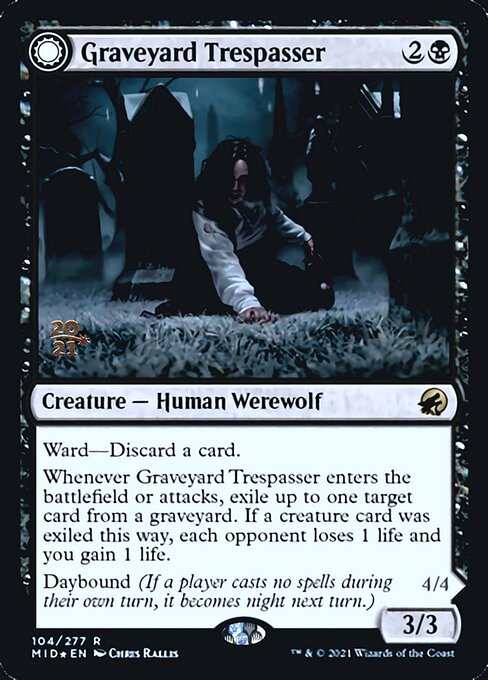 Graveyard Trespasser 2
20
21*
Creature — Human Werewolf
Ward—Discard a card.
Whenever Graveyard Trespasser enters the
battlefield or attacks, exile up to one target
card from a graveyard. If a creature card was
exiled this way, each opponent loses 1 life and
you gain 1 life.
Daybound (If a player casts no spells during
their own turn, it becomes night next turn.)
4/4
3/3
104/277 R
MID★EN Chris Rallis
™ & © 2021 Wizards of the Coast